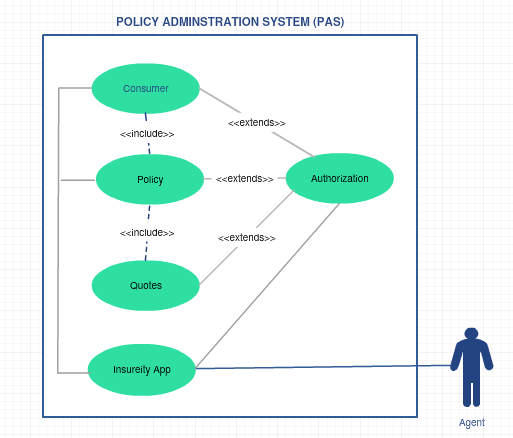 POLICY ADMINSTRATION SYSTEM (PAS)
Consumer
<<extends>>
<<include>>
Policy
<<extends>>
Authorization
<<include>>
<<extends>>
Quotes
Insureity App
Agent